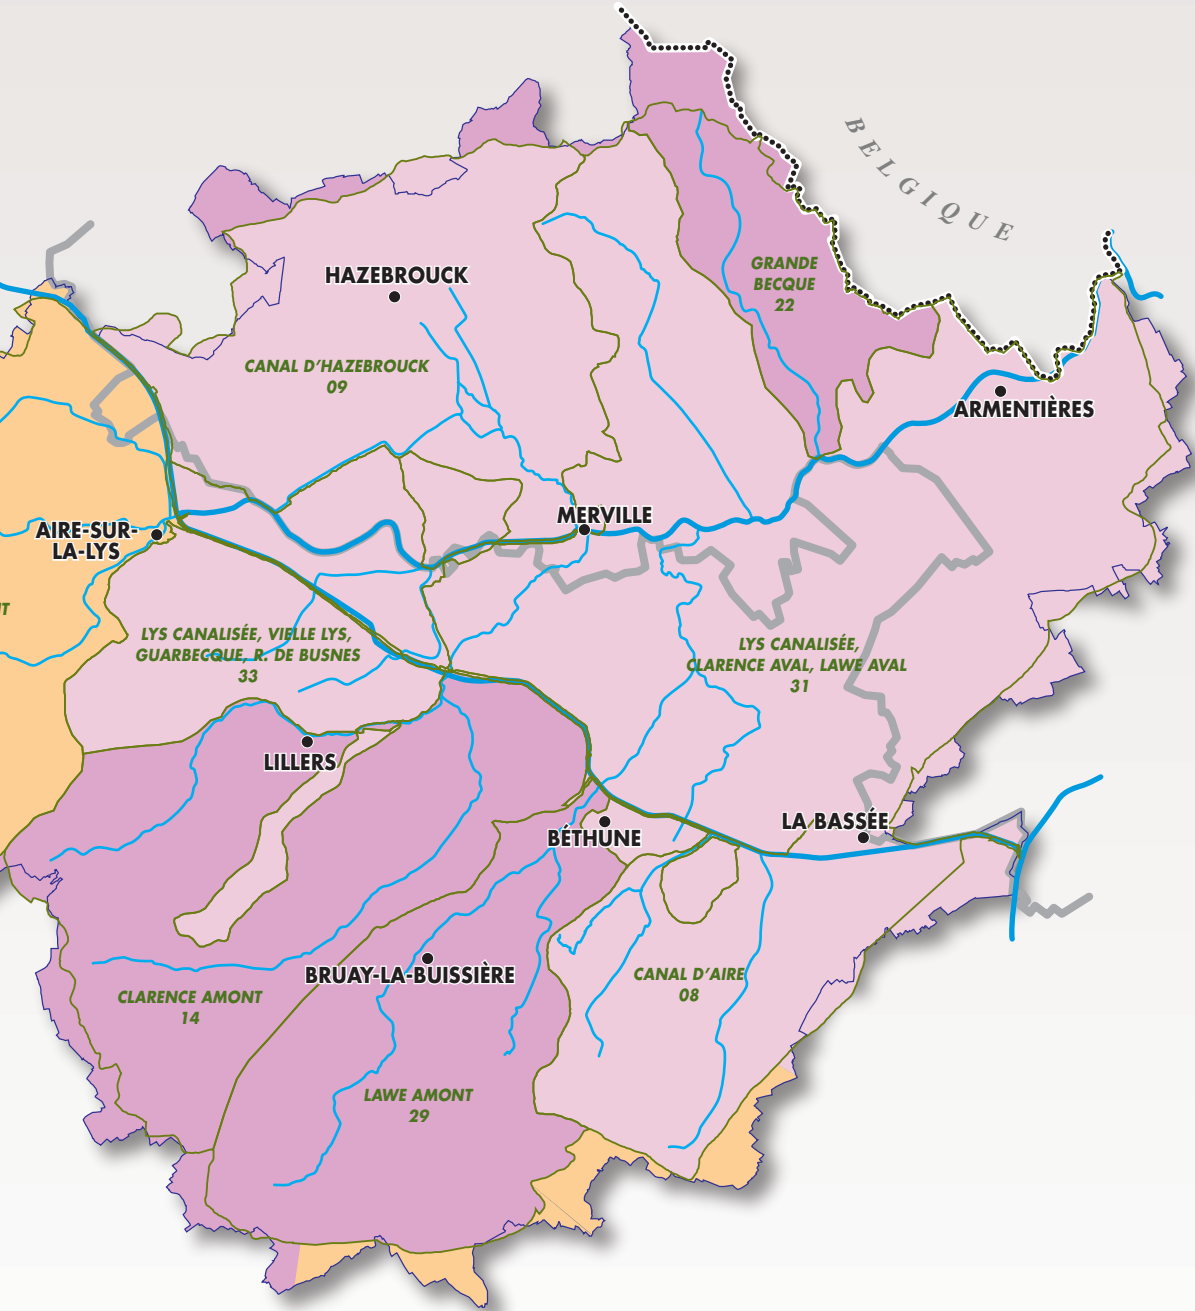 BELGIQUE
GRANDE
BECQUE
22
HAZEBROUCK
CANAL D'HAZEBROUCK
09
ARMENTIÈRES
MERVILLE
AIRE-SUR-
LA-LYS
LYS CANALISÉE, VIELLE LYS,
GUARBECQUE, R. DE BUSNES
33
LYS CANALISÉE,
CLARENCE AVAL, LAWE AVAL
31
LILLERS
BÉTHUNE
LA BASSÉE
BRUAY-LA-BUISSIÈRE
CANAL D'AIRE
08
CLARENCE AMONT
14
LAWE AMONT
29